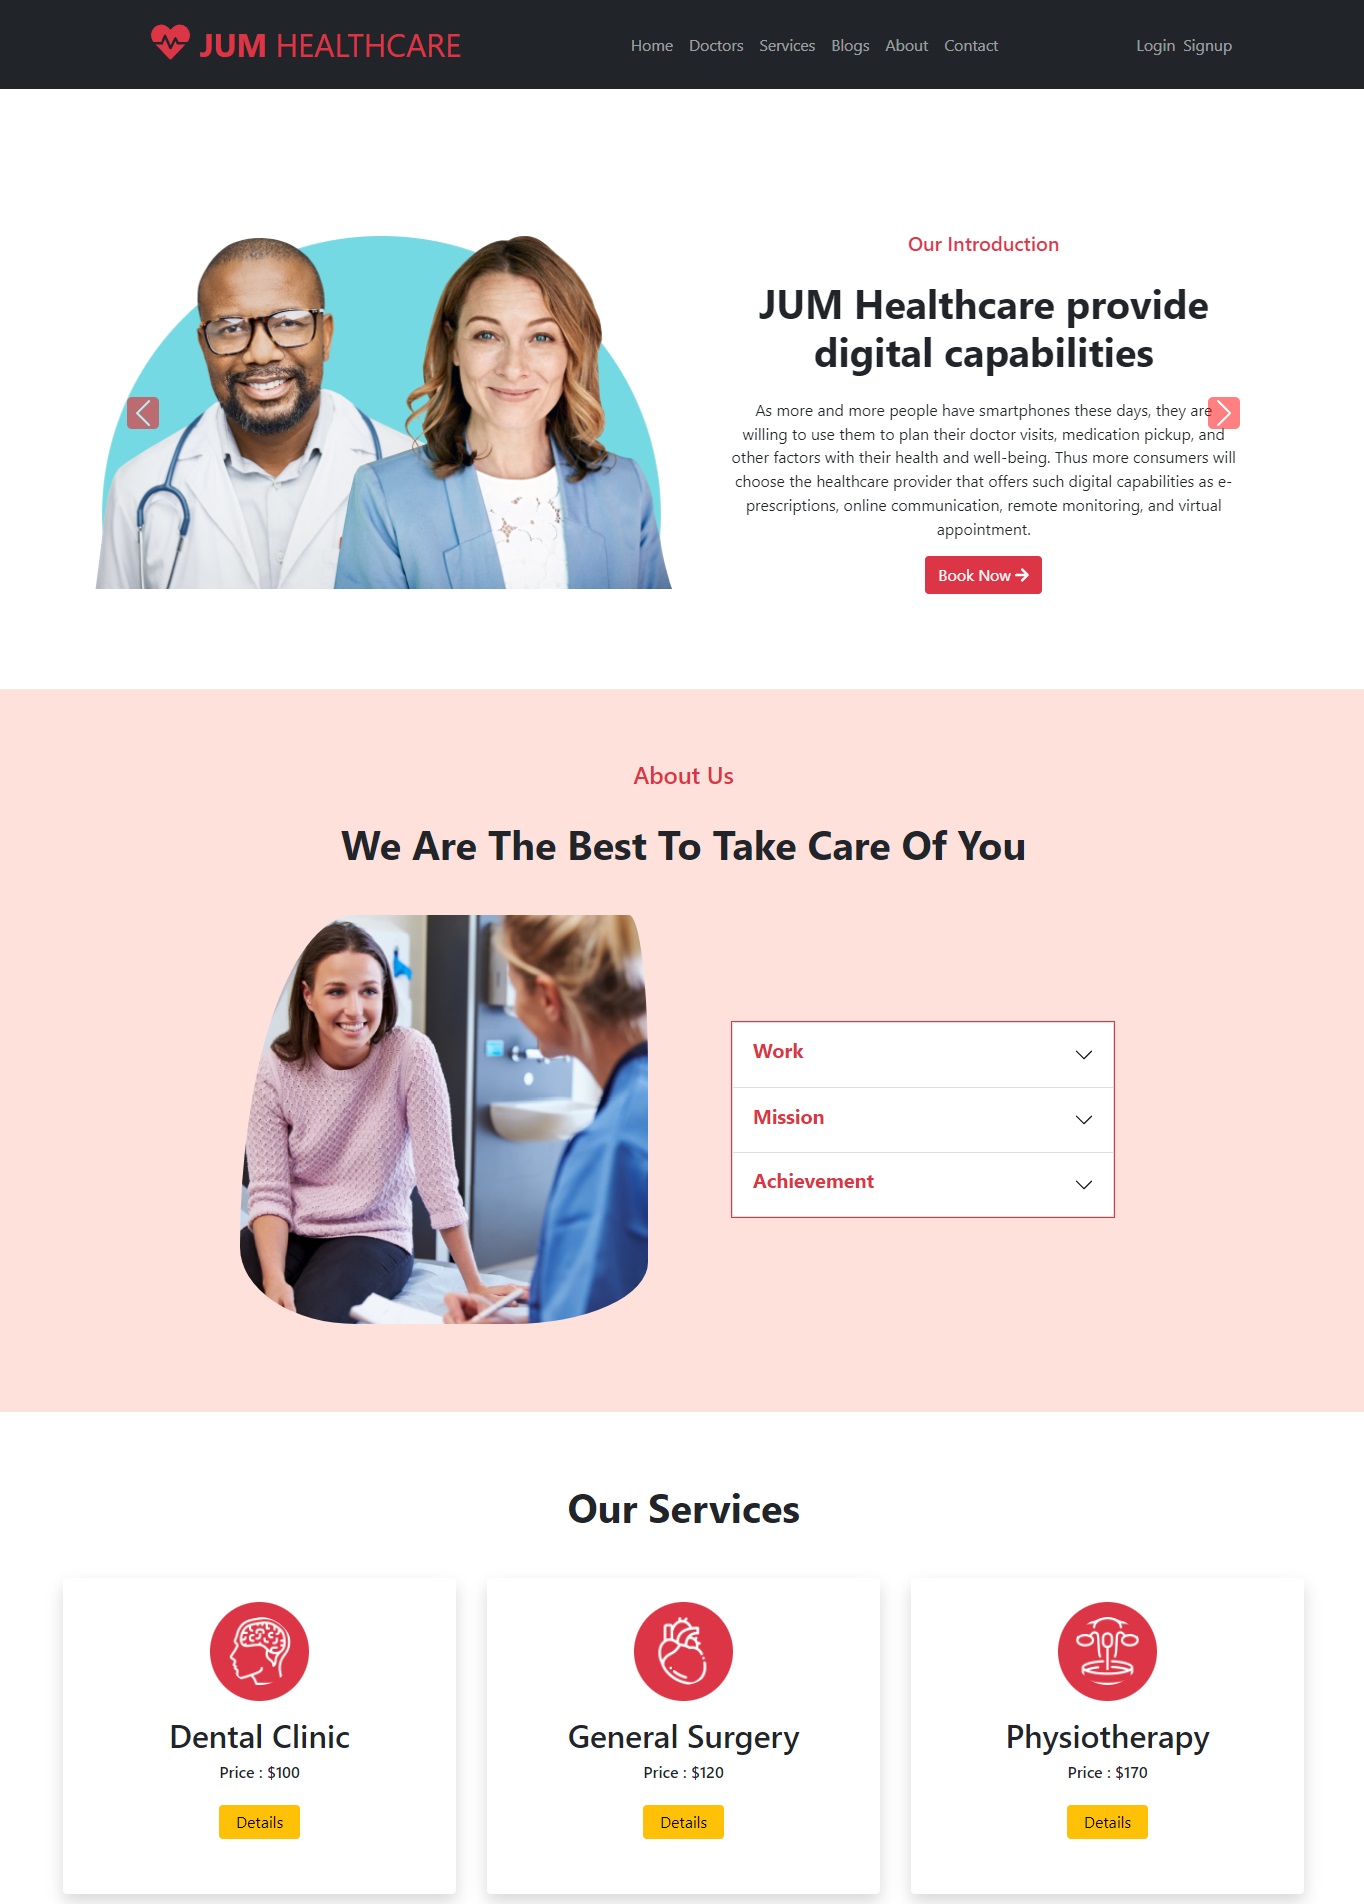 JUM HEALTHCARE
Home Doctors Services Blogs About Contact
Login Signup
Our Introduction
JUM Healthcare provide
digital capabilities
As more and more people have smartphones these days, they are
willing to use them to plan their doctor visits, medication pickup, and
other factors with their health and well-being. Thus more consumers will
choose the healthcare provider that offers such digital capabilities as e-
prescriptions, online communication, remote monitoring, and virtual
appointment.
Book Now
About Us
We Are The Best To Take Care Of You
Work
Mission
Achievement
Our Services
Dental Clinic
Price : $100
Details
General Surgery
Price : $120
Details
Physiotherapy
Price : $170
Details